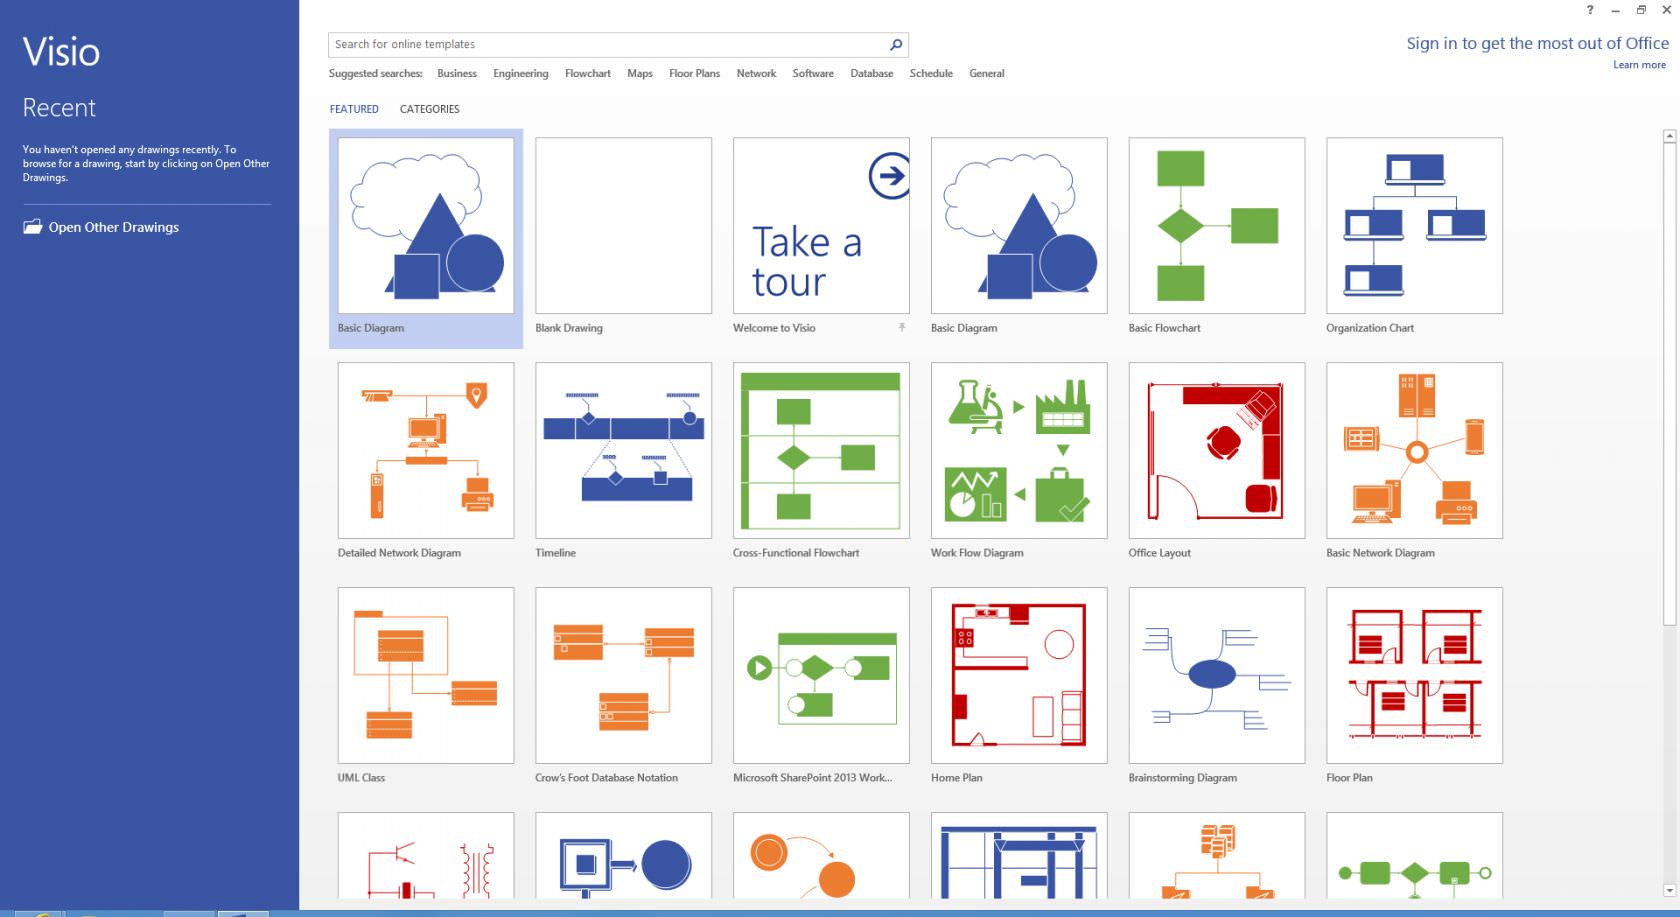 ?
Visio
Recent
You haven't opened any drawings recently. To
browse for a drawing, start by clicking on Open Other
Drawings.
Open Other Drawings
Search for online templates
Sign in to get the most out of Office
Learn more
Suggested searches: Business Engineering Flowchart Maps Floor Plans Network Software Database Schedule General
FEATURED CATEGORIES
Take a
tour
Basic Diagram
Blank Drawing
Welcome to Visio
Basic Diagram
Basic Flowchart
Organization Chart
Detailed Network Diagram
Timeline
Cross-Functional Flowchart
Work Flow Diagram
Office Layout
Basic Network Diagram
UML Class
Crow's Foot Database Notation
Microsoft SharePoint 2013 Work...
Home Plan
Brainstorming Diagram
Floor Plan